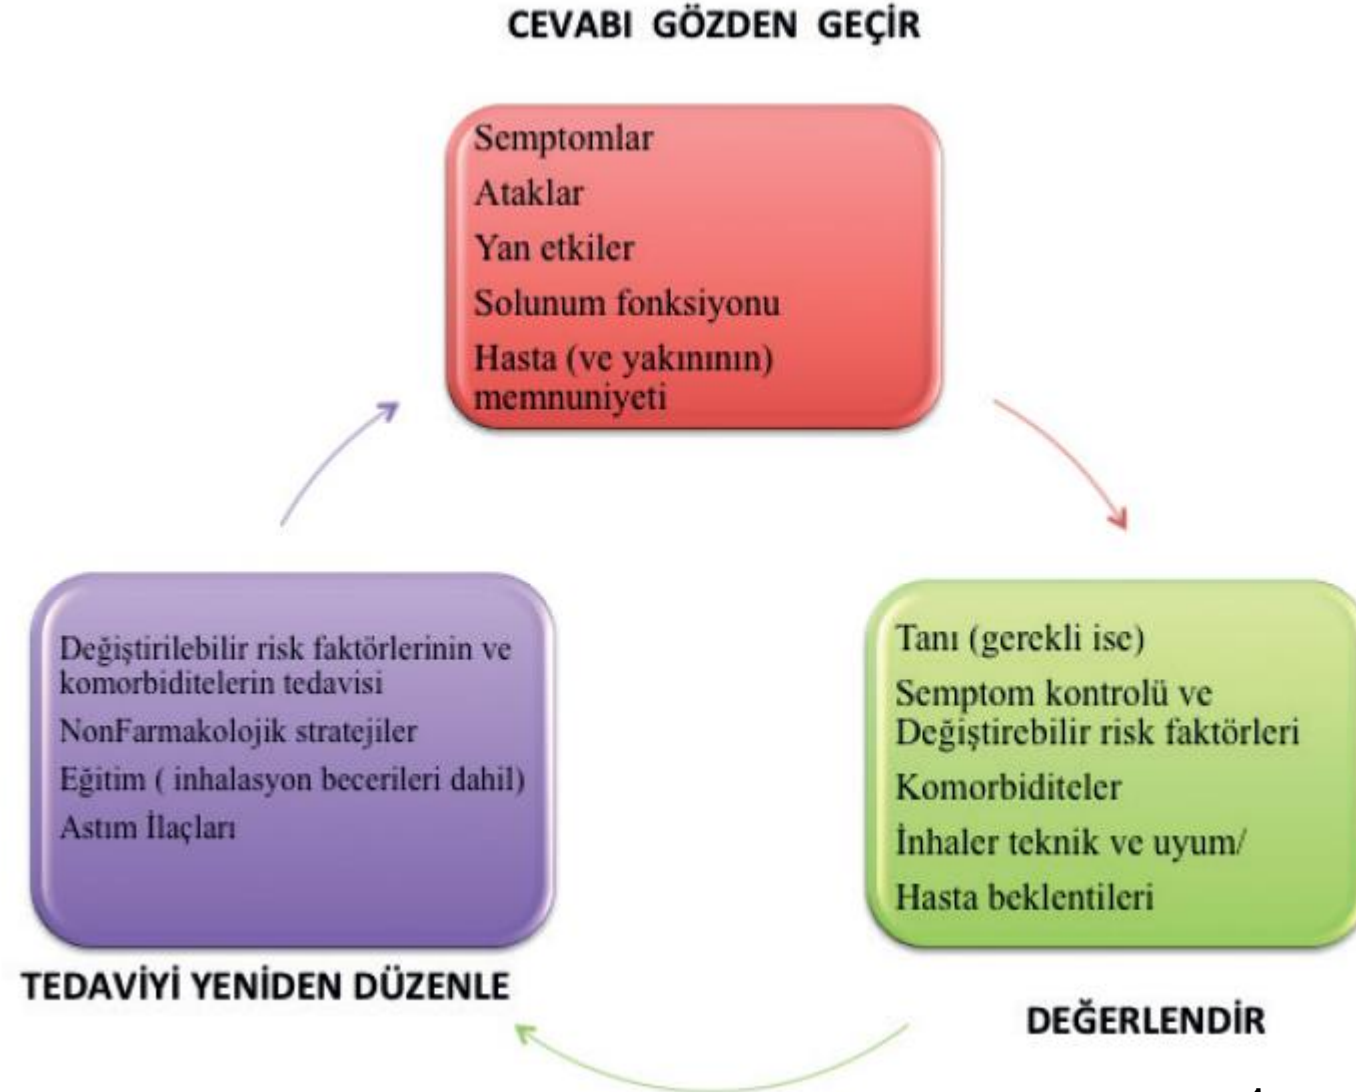 CEVABI GÖZDEN GEÇİR
Semptomlar
Ataklar
Yan etkiler
Solunum fonksiyonu
Hasta (ve yakınının)
memnuniyeti
Tanı (gerekli ise)
Semptom kontrolü ve
Değiştirebilir risk faktörleri
Komorbiditeler
İnhaler teknik ve uyum/
Hasta beklentileri
DEĞERLENDİR
Değiştirilebilir risk faktörlerinin ve
komorbiditelerin tedavisi
NonFarmakolojik stratejiler
Eğitim ( inhalasyon becerileri dahil)
Astım İlaçları
TEDAVİYİ YENİDEN DÜZENLE